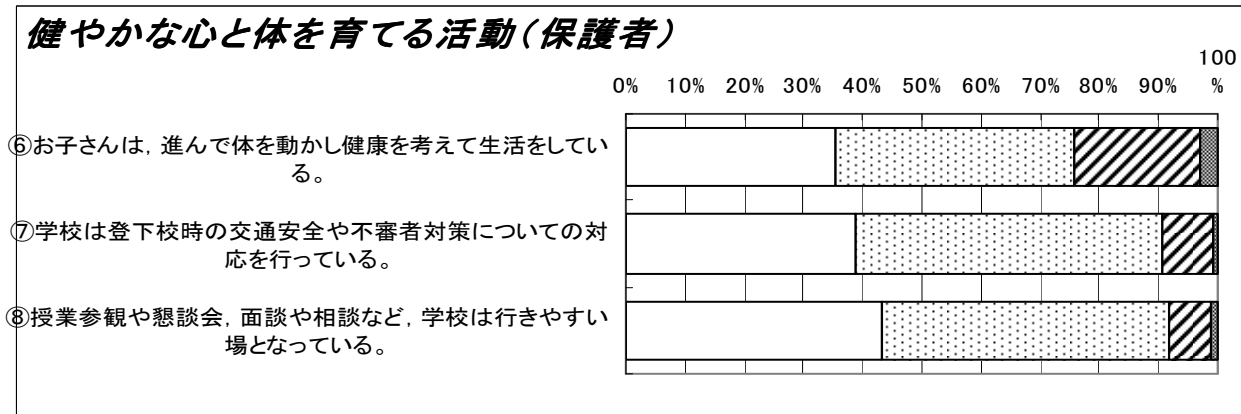 健やかな心と体を育てる活動（保護者）
100
0% 10% 20% 30% 40% 50% 60% 70% 80% 90% %
⑥お子さんは，進んで体を動かし健康を考えて生活をしてい
る。
⑦学校は登下校時の交通安全や不審者対策についての対
応を行っている。
⑧授業参観や懇談会，面談や相談など，学校は行きやすい
場となっている。